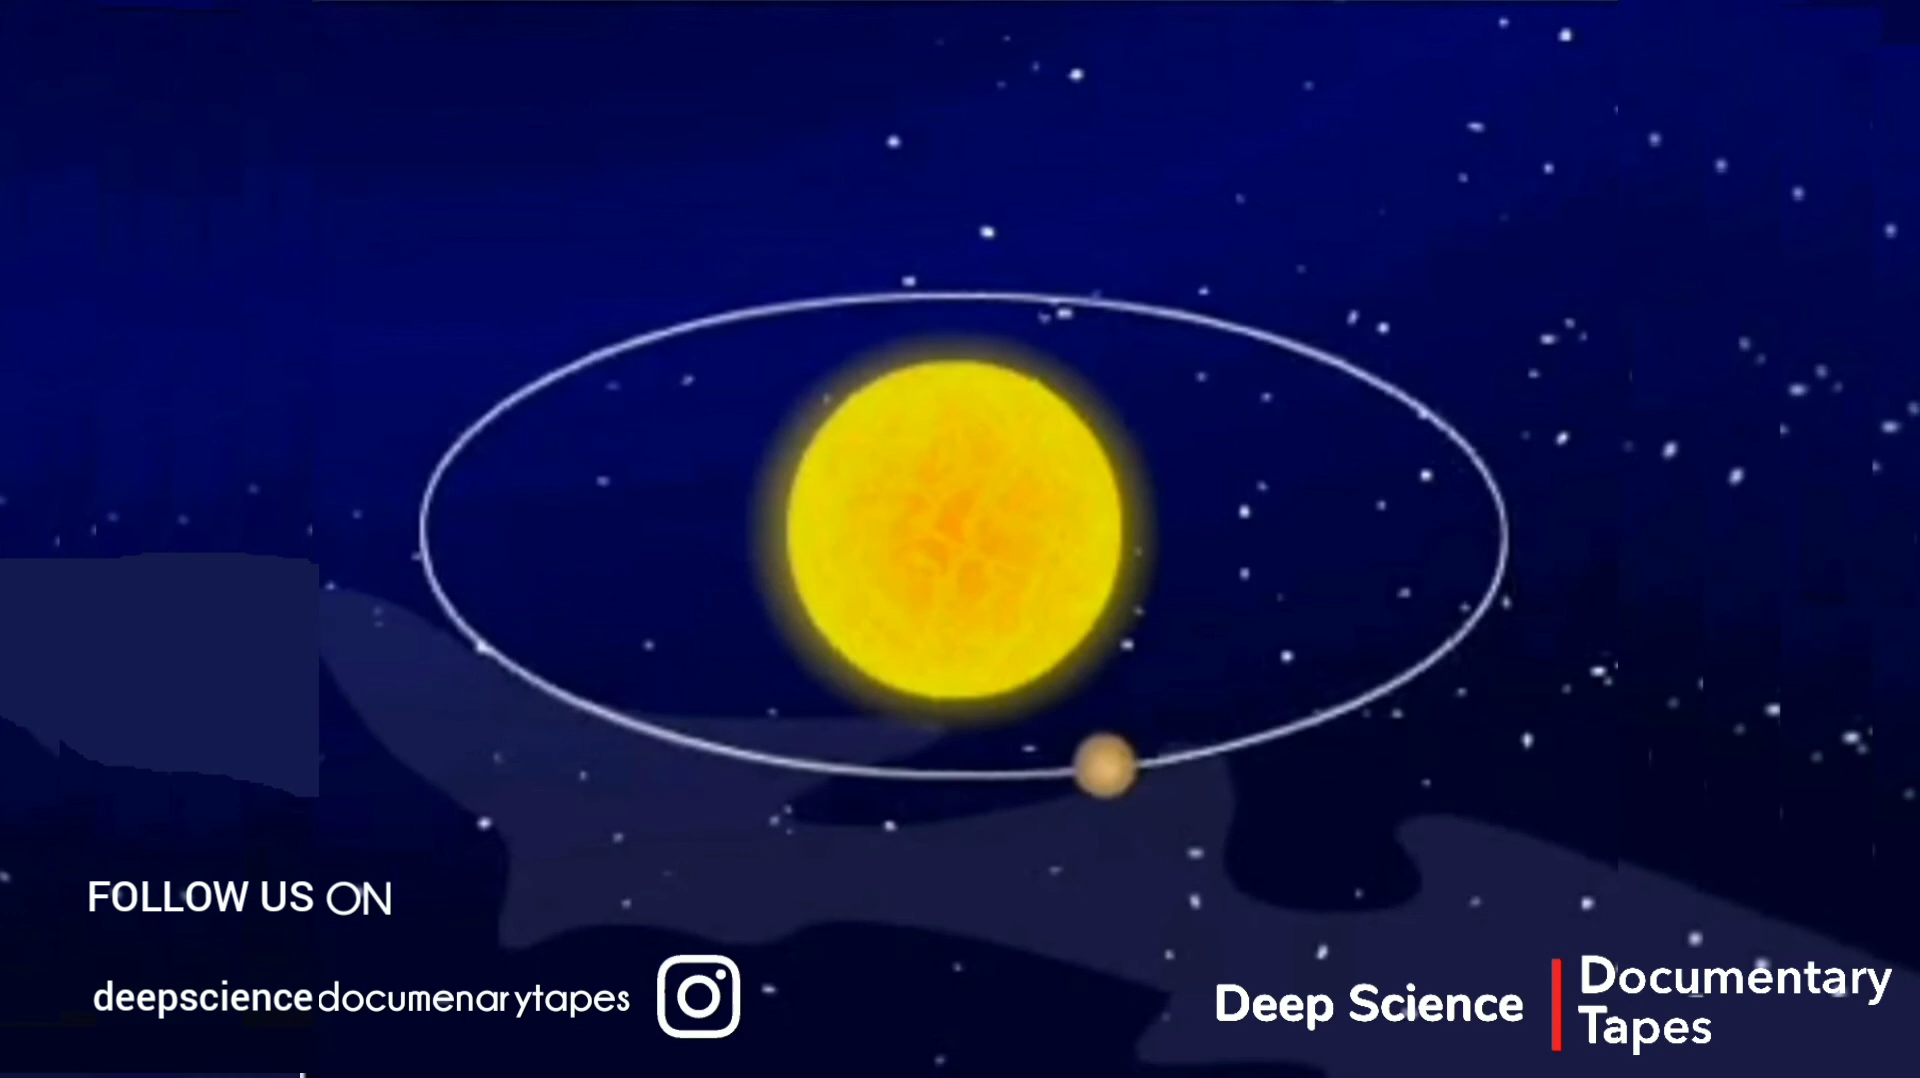 FOLLOW US ON
deepsciencedocumenarytapes
Deep Science
Documentary
Tapes